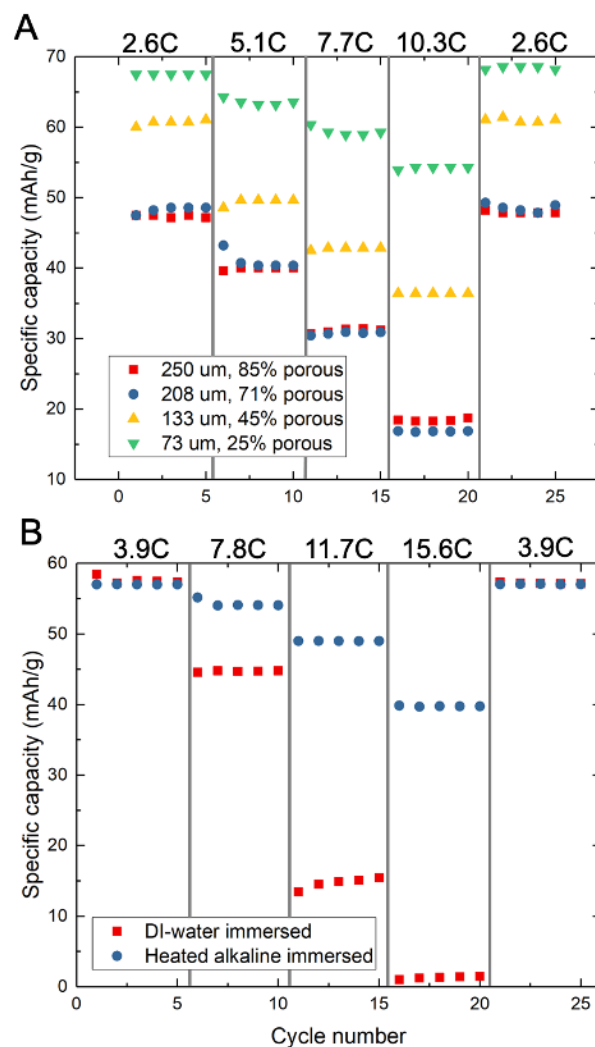 A
2.6C 5.1C 7.7C 10.3C 2.6C
70
60
50
40
30
20
10
Specific capacity (mAh/g)
250 um, 85% porous
208 um, 71% porous
133 um, 45% porous
73 um, 25% porous
0 5 10 15 20 25
B
3.9C 7.8C 11.7C 15.6C 3.9C
60
50
40
30
20
10
0
Specific capacity (mAh/g)
DI-water immersed
Heated alkaline immersed
0 5 10 15 20 25
Cycle number